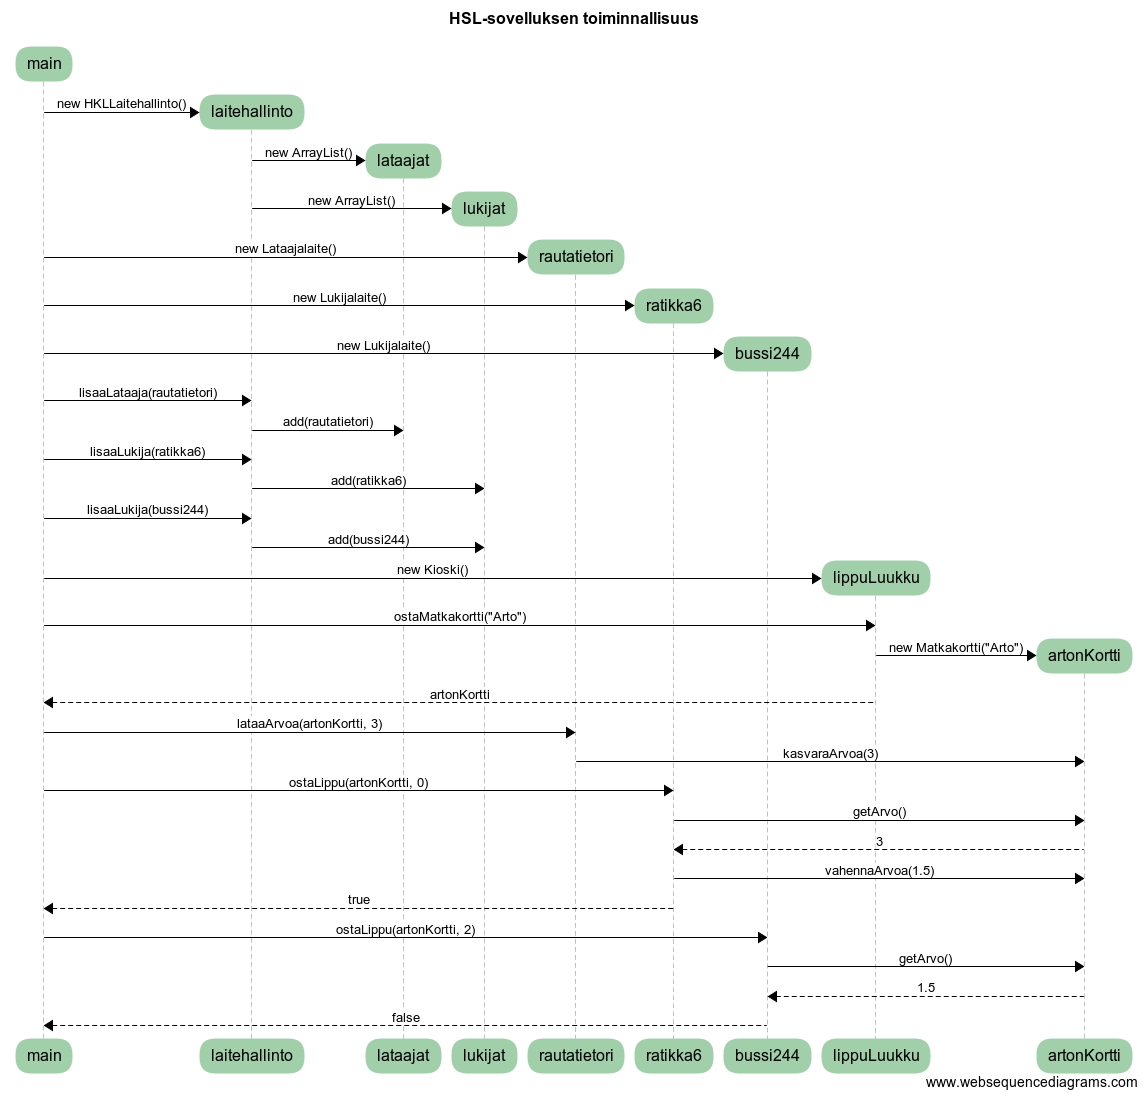 HSL-sovelluksen toiminnallisuus
main
new HKLLaitehallinto()
laitehallinto
new ArrayList()
lataajat
new ArrayList()
lukijat
new Lataajalaite()
rautatietori
new Lukijalaite()
ratikka6
new Lukijalaite()
bussi244
lisaaLataaja(rautatietori)
add(rautatietori)
lisaaLukija(ratikka6)
add(ratikka6)
lisaaLukija(bussi244)
add(bussi244)
new Kioski()
lippuLuukku
ostaMatkakortti("Arto")
new Matkakortti("Arto")
artonKortti
artonKortti
lataaArvoa(artonKortti, 3)
kasvaraArvoa(3)
ostaLippu(artonKortti, 0)
getArvo()
3
vahennaArvoa(1.5)
true
ostaLippu(artonKortti, 2)
getArvo()
1.5
false
main laitehallinto lataajat lukijat rautatietori ratikka6 bussi244 lippuLuukku artonKortti
www.websequencediagrams.com